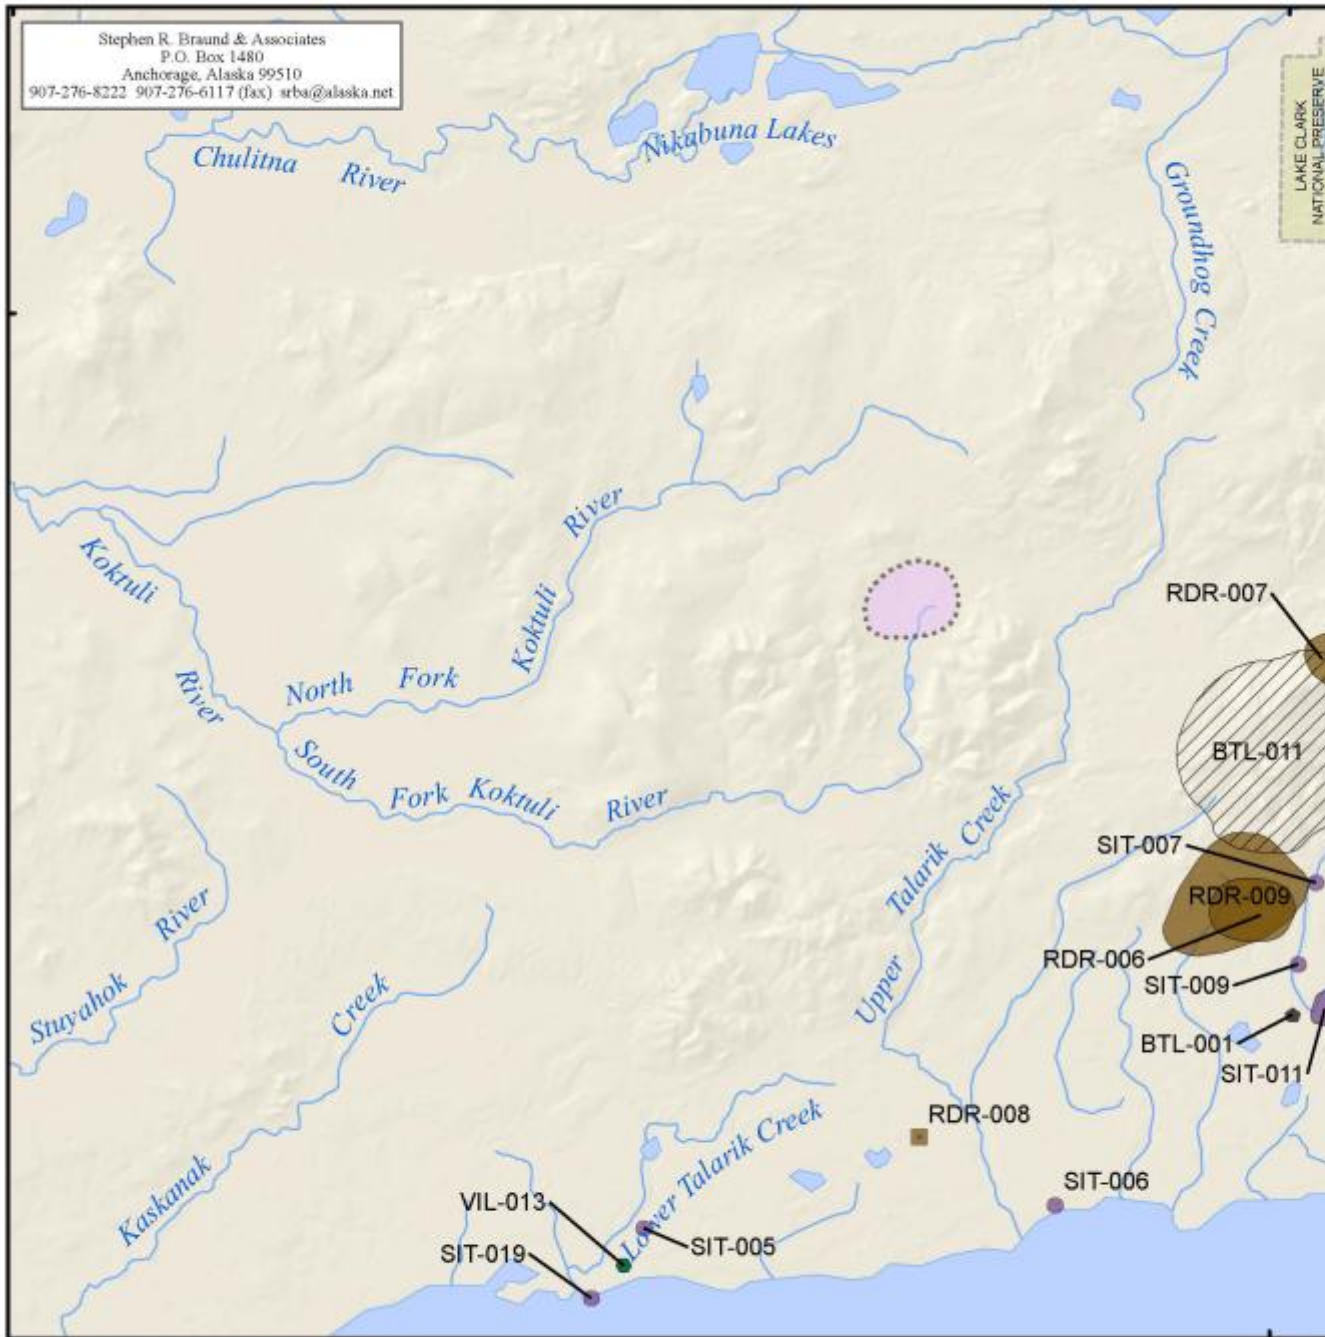 Stephen R. Braund & Associates
P.O. Box 1480
Anchorage, Alaska 99510
907-276-8222 907-276-6117 (fax) srba@alaska.net
LAKE CLARK
NATIONAL PRESERVE
Chulitna River
Nikabuna Lakes
Groundhog Creek
Koktuli River
North Fork Koktuli River
South Fork Koktuli River
RDR-007
BTL-011
SIT-007
Upper Talarik Creek
RDR-009
RDR-006
SIT-009
Stuyahok River
BTL-001
SIT-011
Kaskanak Creek
RDR-008
Lower Talarik Creek
SIT-006
VIL-013
SIT-005
SIT-019